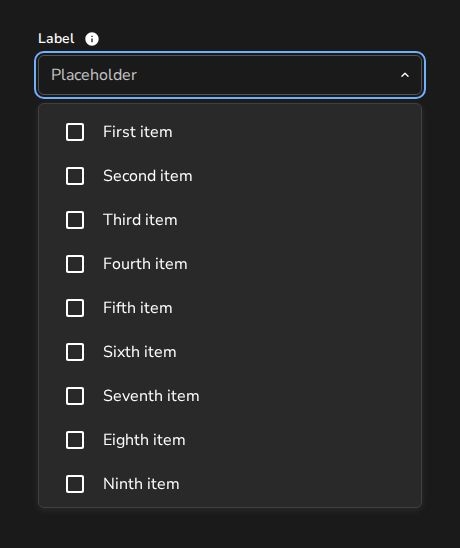 Label
Placeholder
First item
Second item
Third item
Fourth item
Fifth item
Sixth item
Seventh item
Eighth item
Ninth item